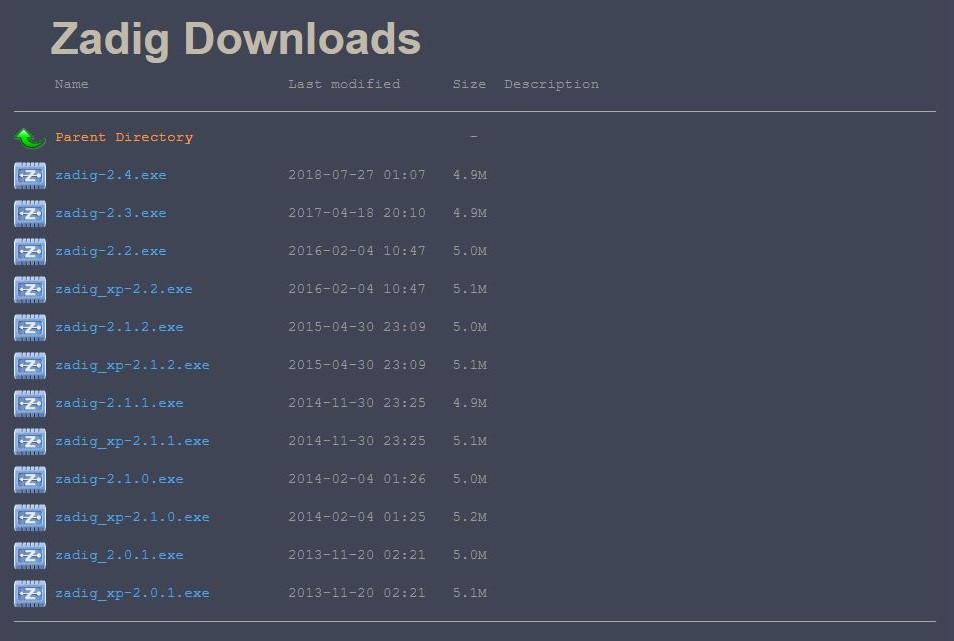 Zadig Downloads
Name Last modified Size Description
Parent Directory -
zadig-2.4.exe 2018-07-27 01:07 4.9M
zadig-2.3.exe 2017-04-18 20:10 4.9M
zadig-2.2.exe 2016-02-04 10:47 5.0M
zadig_xp-2.2.exe 2016-02-04 10:47 5.1M
zadig-2.1.2.exe 2015-04-30 23:09 5.0M
zadig_xp-2.1.2.exe 2015-04-30 23:09 5.1M
zadig-2.1.1.exe 2014-11-30 23:25 4.9M
zadig_xp-2.1.1.exe 2014-11-30 23:25 5.1M
zadig-2.1.0.exe 2014-02-04 01:26 5.0M
zadig_xp-2.1.0.exe 2014-02-04 01:25 5.2M
zadig_2.0.1.exe 2013-11-20 02:21 5.0M
zadig_xp-2.0.1.exe 2013-11-20 02:21 5.1M